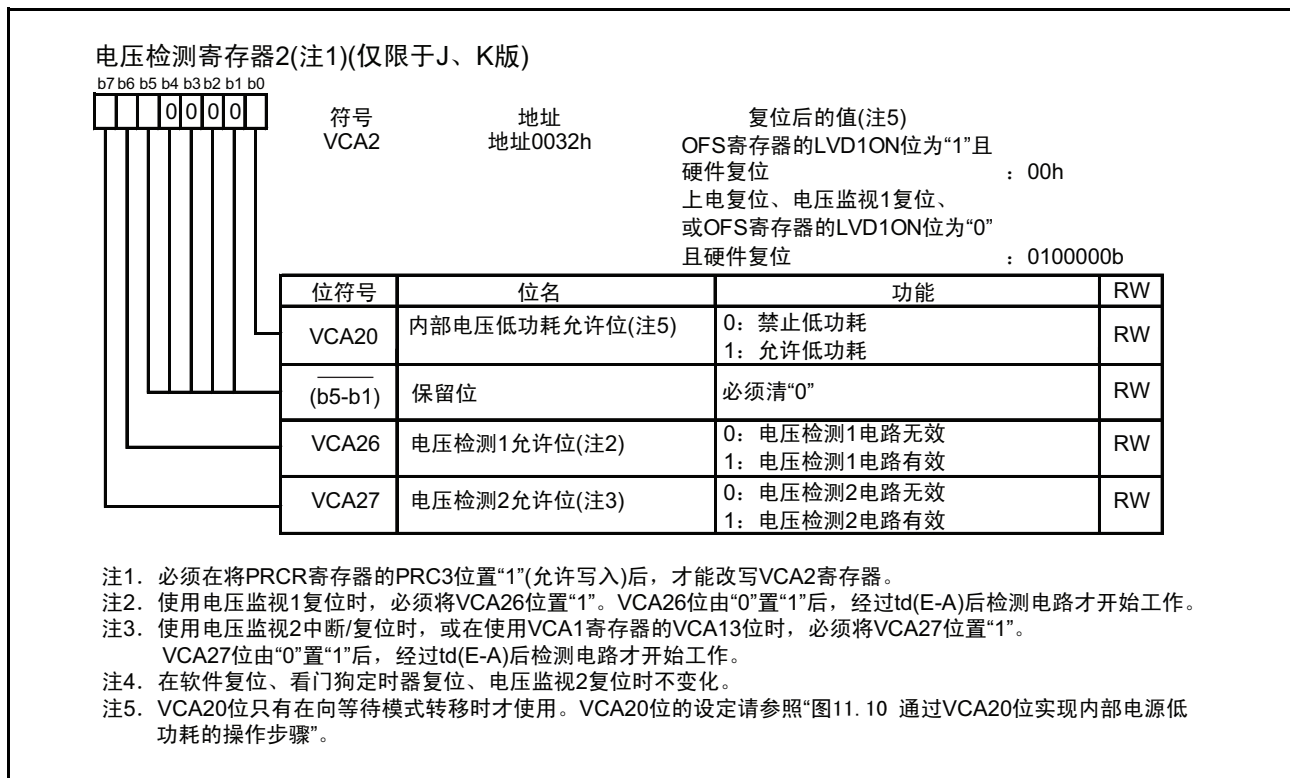 电压检测寄存器2(注1)(仅限于J、K版)
b7 b6 b5 b4 b3 b2 b1 b0
0 0 0 0
符号 地址 复位后的值(注5)
VCA2 地址0032h OFS寄存器的LVD1ON位为“1”且
硬件复位 ：00h
上电复位、电压监视1复位、
或OFS寄存器的LVD1ON位为“0”
且硬件复位 ：0100000b
位符号 位名 功能 RW
VCA20 内部电压低功耗允许位(注5) 0：禁止低功耗 RW
1：允许低功耗
(b5-b1) 保留位 必须清“0” RW
VCA26 电压检测1允许位(注2) 0：电压检测1电路无效 RW
1：电压检测1电路有效
VCA27 电压检测2允许位(注3) 0：电压检测2电路无效 RW
1：电压检测2电路有效
注1．必须在将PRCR寄存器的PRC3位置“1”(允许写入)后，才能改写VCA2寄存器。
注2．使用电压监视1复位时，必须将VCA26位置“1”。VCA26位由“0”置“1”后，经过td(E-A)后检测电路才开始工作。
注3．使用电压监视2中断/复位时，或在使用VCA1寄存器的VCA13位时，必须将VCA27位置“1”。
VCA27位由“0”置“1”后，经过td(E-A)后检测电路才开始工作。
注4．在软件复位、看门狗定时器复位、电压监视2复位时不变化。
注5．VCA20位只有在向等待模式转移时才使用。VCA20位的设定请参照“图11.10 通过VCA20位实现内部电源低
功耗的操作步骤”。